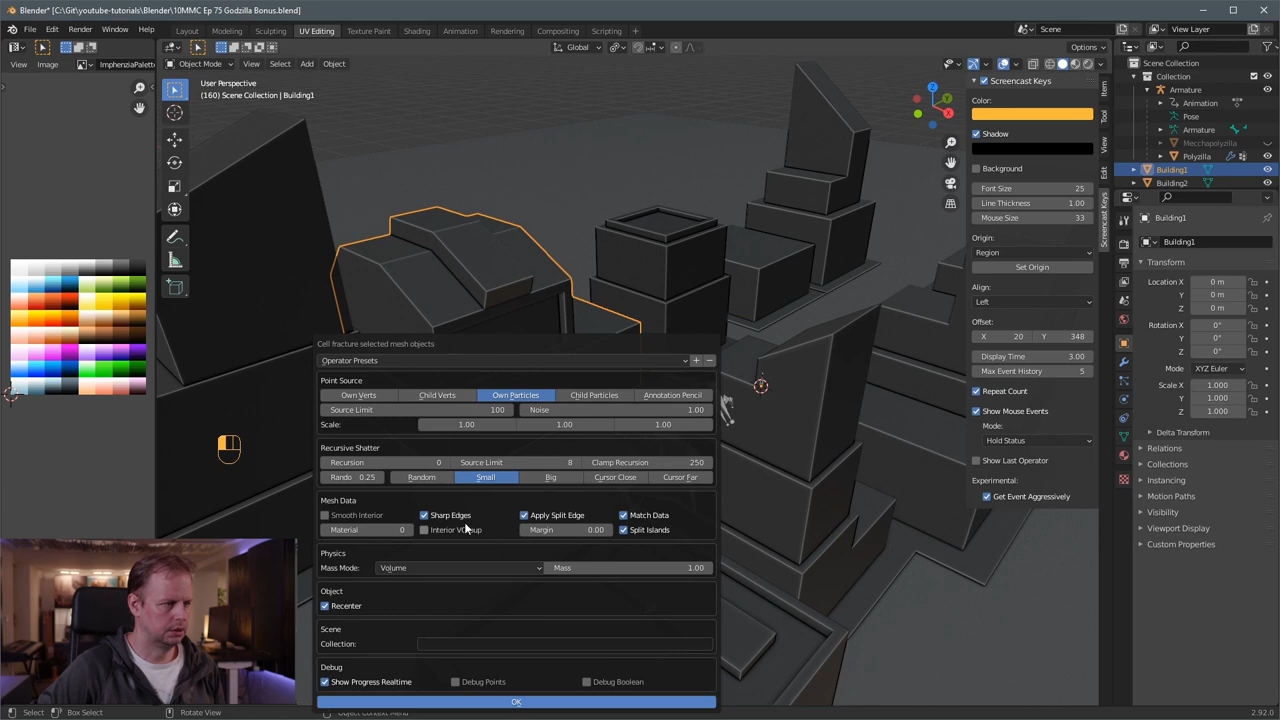 Blender* [C:\Git\youtube-tutorials\Blender\10MMC Ep 75 Godzilla Bonus.blend]
File Edit Render Window Help Layout Modeling Sculpting UV Editing Texture Paint Shading Animation Rendering Compositing Scripting + Scene View Layer
Global Options
View Image ImphenziaPalett Object Mode View Select Add Object
User Perspective
(160) Scene Collection | Building1
Screencast Keys
Color:
Shadow
Background
Font Size 25
Line Thickness 1.00
Mouse Size 33
Origin:
Region
Set Origin
Align:
Left
Offset:
X 20 Y 348
Display Time 3.00
Max Event History 5
Repeat Count
Show Mouse Events
Mode:
Hold Status
Show Last Operator
Experimental:
Get Event Aggressively
Item
Tool
View
Edit
Screencast Keys
Scene Collection
Collection
Armature
Animation
Pose
Armature
Mecchapolyzilla
Polyzilla
Building1
Building2
Building1
Building1
Transform
Location X 0 m
Y 0 m
Z 0 m
Rotation X 0°
Y 0°
Z 0°
Mode XYZ Euler
Scale X 1.000
Y 1.000
Z 1.000
Delta Transform
Relations
Collections
Instancing
Motion Paths
Visibility
Viewport Display
Custom Properties
X
Y
Z
Cell fracture selected mesh objects
Operator Presets
Point Source
Own Verts Child Verts Own Particles Child Particles Annotation Pencil
Source Limit 100 Noise 1.00
Scale: 1.00 1.00 1.00
Recursive Shatter
Recursion 0 Source Limit 8 Clamp Recursion 250
Rando 0.25 Random Small Big Cursor Close Cursor Far
Mesh Data
Smooth Interior Sharp Edges Apply Split Edge Match Data
Material 0 Margin 0.00 Split Islands
Physics
Mass Mode: Volume Mass 1.00
Object
Recenter
Scene
Collection:
Debug
Show Progress Realtime Debug Points Debug Boolean
OK
Select Box Select Rotate View Object Context Menu 2.92.0